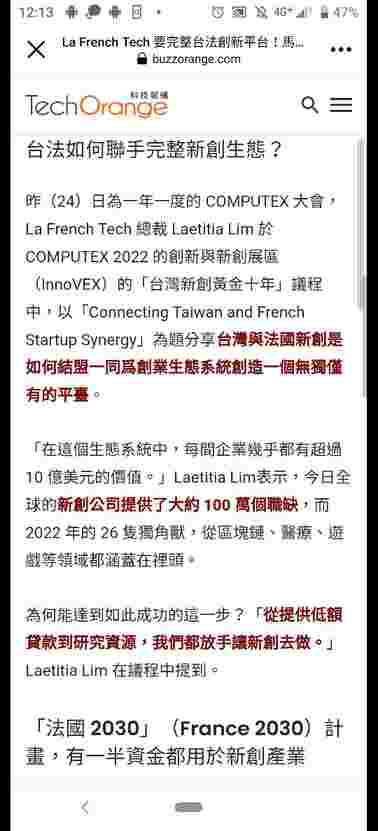 12:13 4G+ 47%
La French Tech 要完整台法創新平台！馬...
buzzorange.com
科技報橘
TechOrange
台法如何聯手完整新創生態？
昨（24）日為一年一度的 COMPUTEX 大會，
La French Tech 總裁 Laetitia Lim 於
COMPUTEX 2022 的創新與新創展區
（InnoVEX）的「台灣新創黃金十年」議程
中，以「Connecting Taiwan and French
Startup Synergy」為題分享台灣與法國新創是
如何結盟一同爲創業生態系統創造一個無獨僅
有的平臺。
「在這個生態系統中，每間企業幾乎都有超過
10 億美元的價值。」Laetitia Lim表示，今日全
球的新創公司提供了大約 100 萬個職缺，而
2022 年的 26 隻獨角獸，從區塊鏈、醫療、遊
戲等領域都涵蓋在裡頭。
為何能達到如此成功的這一步？「從提供低額
貸款到研究資源，我們都放手讓新創去做。」
Laetitia Lim 在議程中提到。
「法國 2030」（France 2030）計
畫，有一半資金都用於新創產業